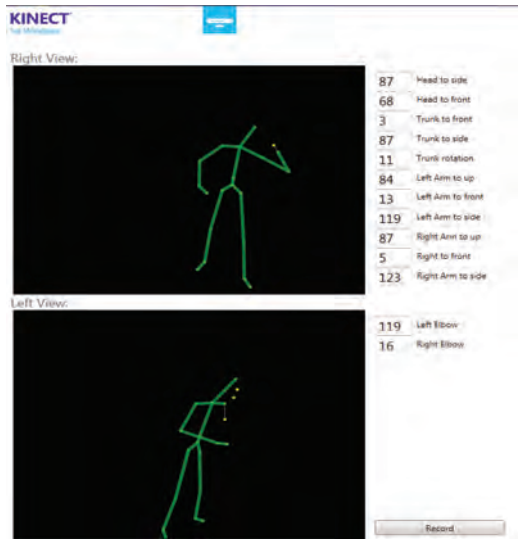 KINECT
for Windows
Right View:
87 Head to side
68 Head to front
3 Trunk to front
87 Trunk to side
11 Trunk rotation
84 Left Arm to up
13 Left Arm to front
119 Left Arm to side
87 Right Arm to up
5 Right to front
123 Right Arm to side
Left View:
119 Left Elbow
16 Right Elbow
Record